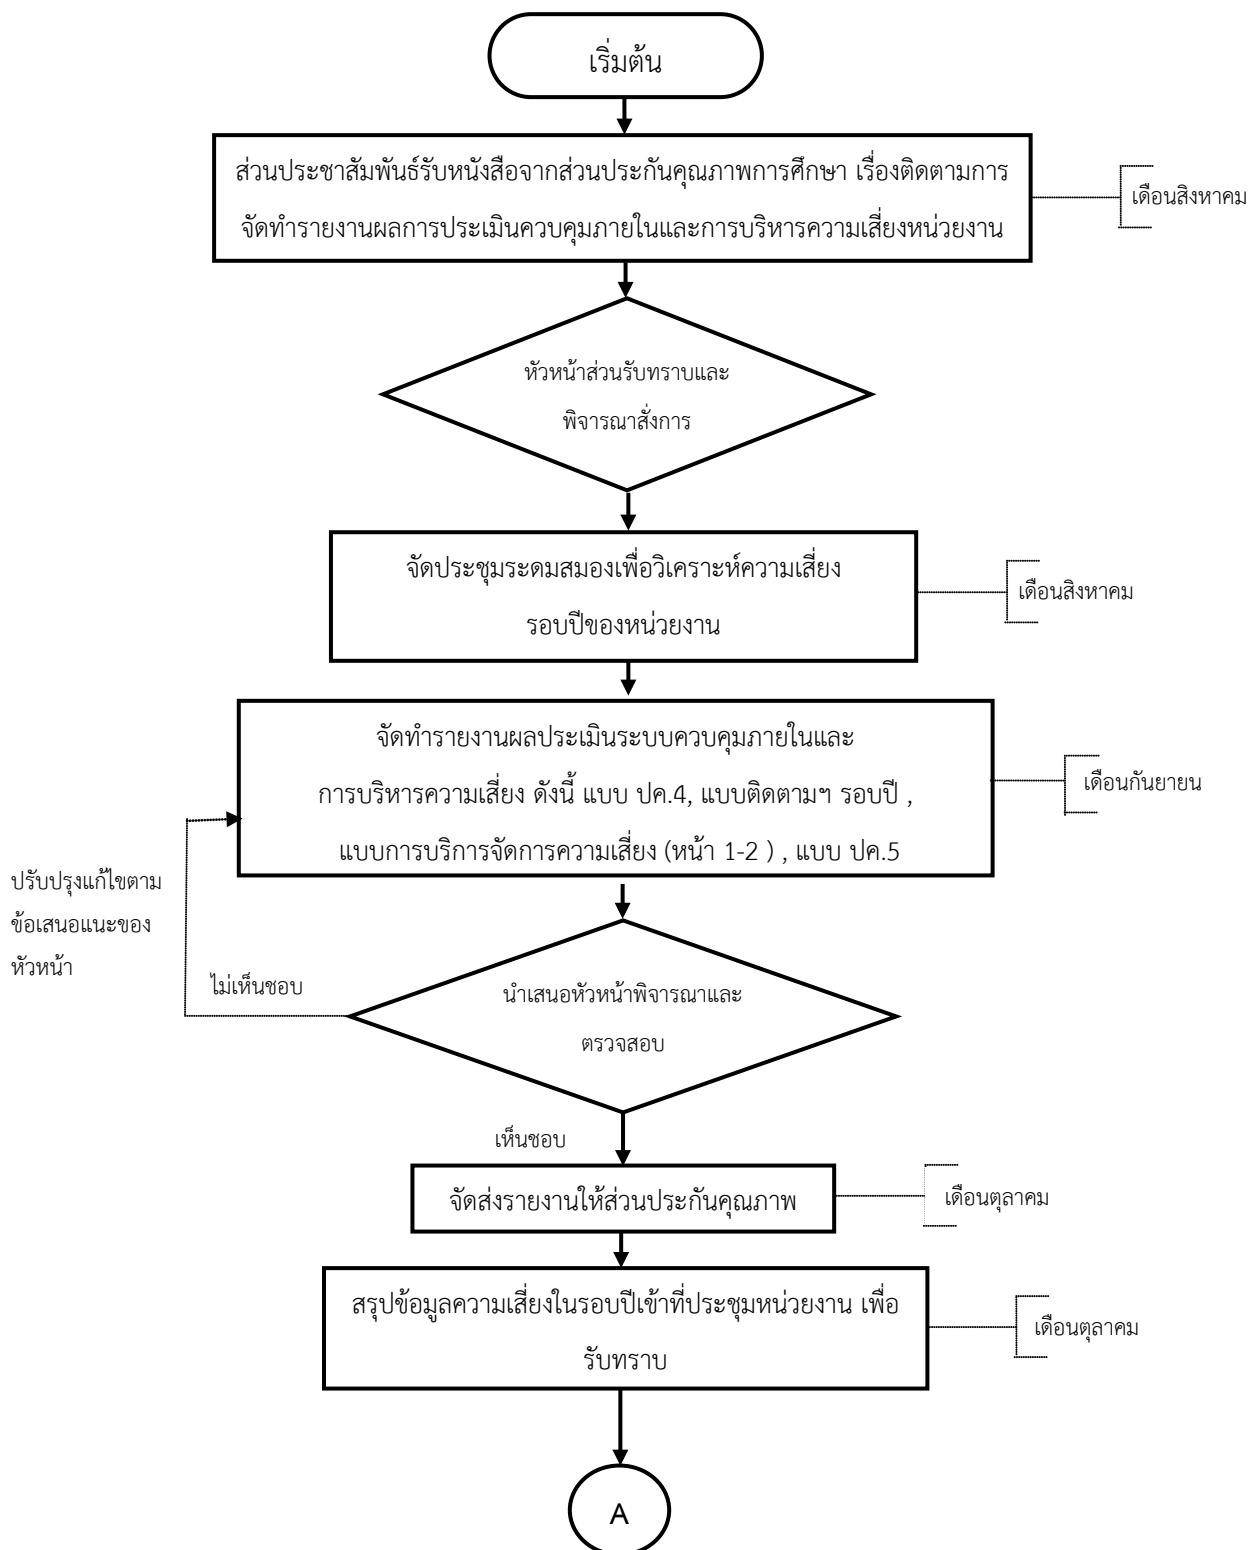 เริ่มต้น
ส่วนประชาสัมพันธ์รับหนังสือจากส่วนประกันคุณภาพการศึกษา เรื่องติดตามการ
จัดทำรายงานผลการประเมินควบคุมภายในและการบริหารความเสี่ยงหน่วยงาน
เดือนสิงหาคม
หัวหน้าส่วนรับทราบและ
พิจารณาสั่งการ
จัดประชุมระดมสมองเพื่อวิเคราะห์ความเสี่ยง
รอบปีของหน่วยงาน
เดือนสิงหาคม
จัดทำรายงานผลประเมินระบบควบคุมภายในและ
การบริหารความเสี่ยง ดังนี้ แบบ ปค.4, แบบติดตามฯ รอบปี ,
แบบการบริการจัดการความเสี่ยง (หน้า 1-2 ) , แบบ ปค.5
เดือนกันยายน
ปรับปรุงแก้ไขตาม
ข้อเสนอแนะของ
หัวหน้า
ไม่เห็นชอบ
นำเสนอหัวหน้าพิจารณาและ
ตรวจสอบ
เห็นชอบ
จัดส่งรายงานให้ส่วนประกันคุณภาพ
เดือนตุลาคม
สรุปข้อมูลความเสี่ยงในรอบปีเข้าที่ประชุมหน่วยงาน เพื่อ
รับทราบ
เดือนตุลาคม
A